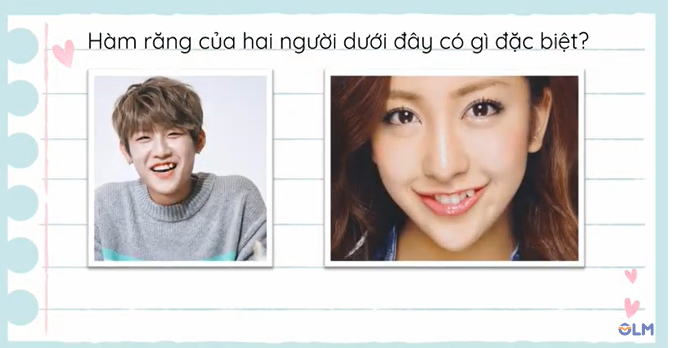 Hàm răng của hai người dưới đây có gì đặc biệt?
OLM